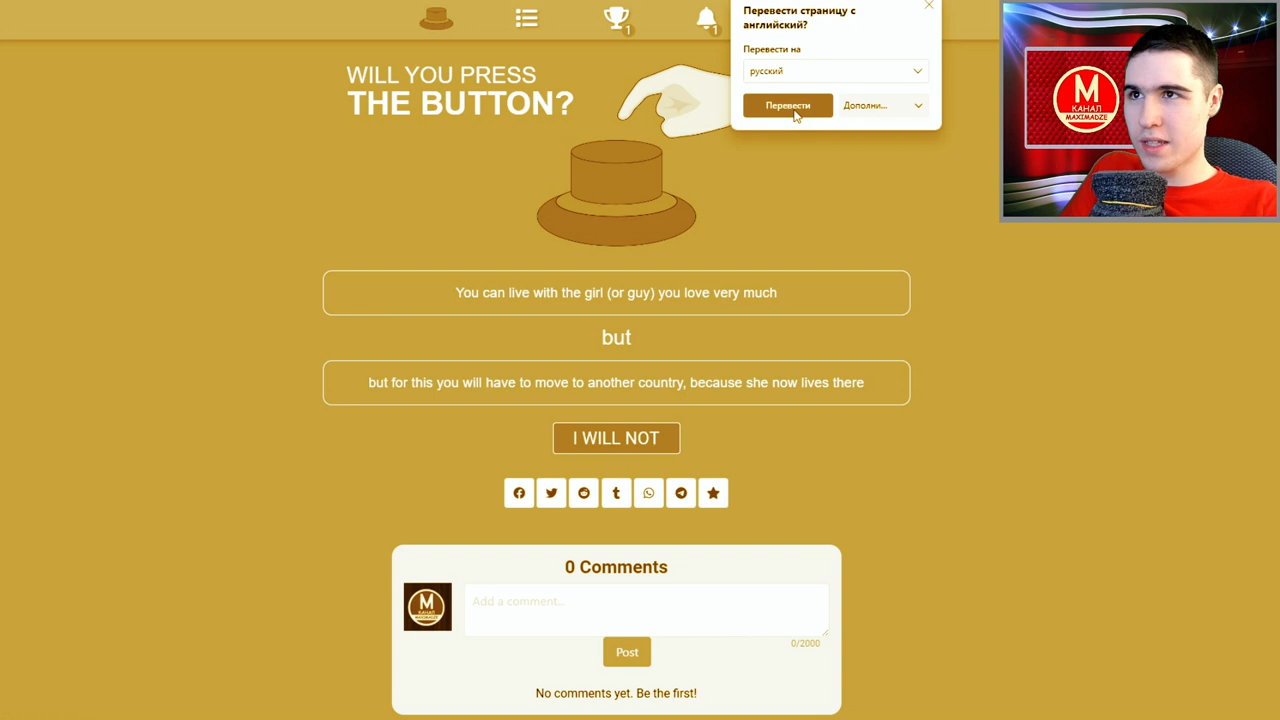 1
1
Перевести страницу с
английский?
Перевести на
русский
Перевести
Дополни...
М
КАНАЛ
MAXIMADZE
WILL YOU PRESS
THE BUTTON?
You can live with the girl (or guy) you love very much
but
but for this you will have to move to another country, because she now lives there
I WILL NOT
0 Comments
М
КАНАЛ
MAXIMADZE
Add a comment...
0/2000
Post
No comments yet. Be the first!